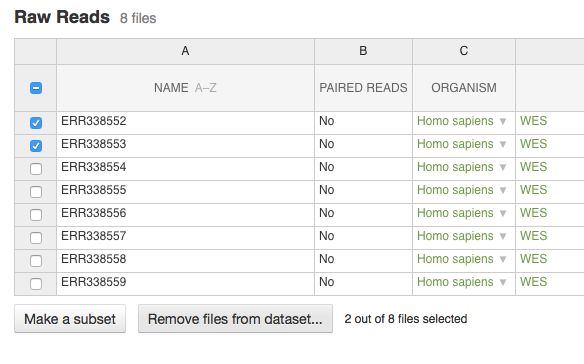 Raw Reads 8 files
A B C
NAME A–Z PAIRED READS ORGANISM
ERR338552 No Homo sapiens WES
ERR338553 No Homo sapiens WES
ERR338554 No Homo sapiens WES
ERR338555 No Homo sapiens WES
ERR338556 No Homo sapiens WES
ERR338557 No Homo sapiens WES
ERR338558 No Homo sapiens WES
ERR338559 No Homo sapiens WES
Make a subset Remove files from dataset... 2 out of 8 files selected